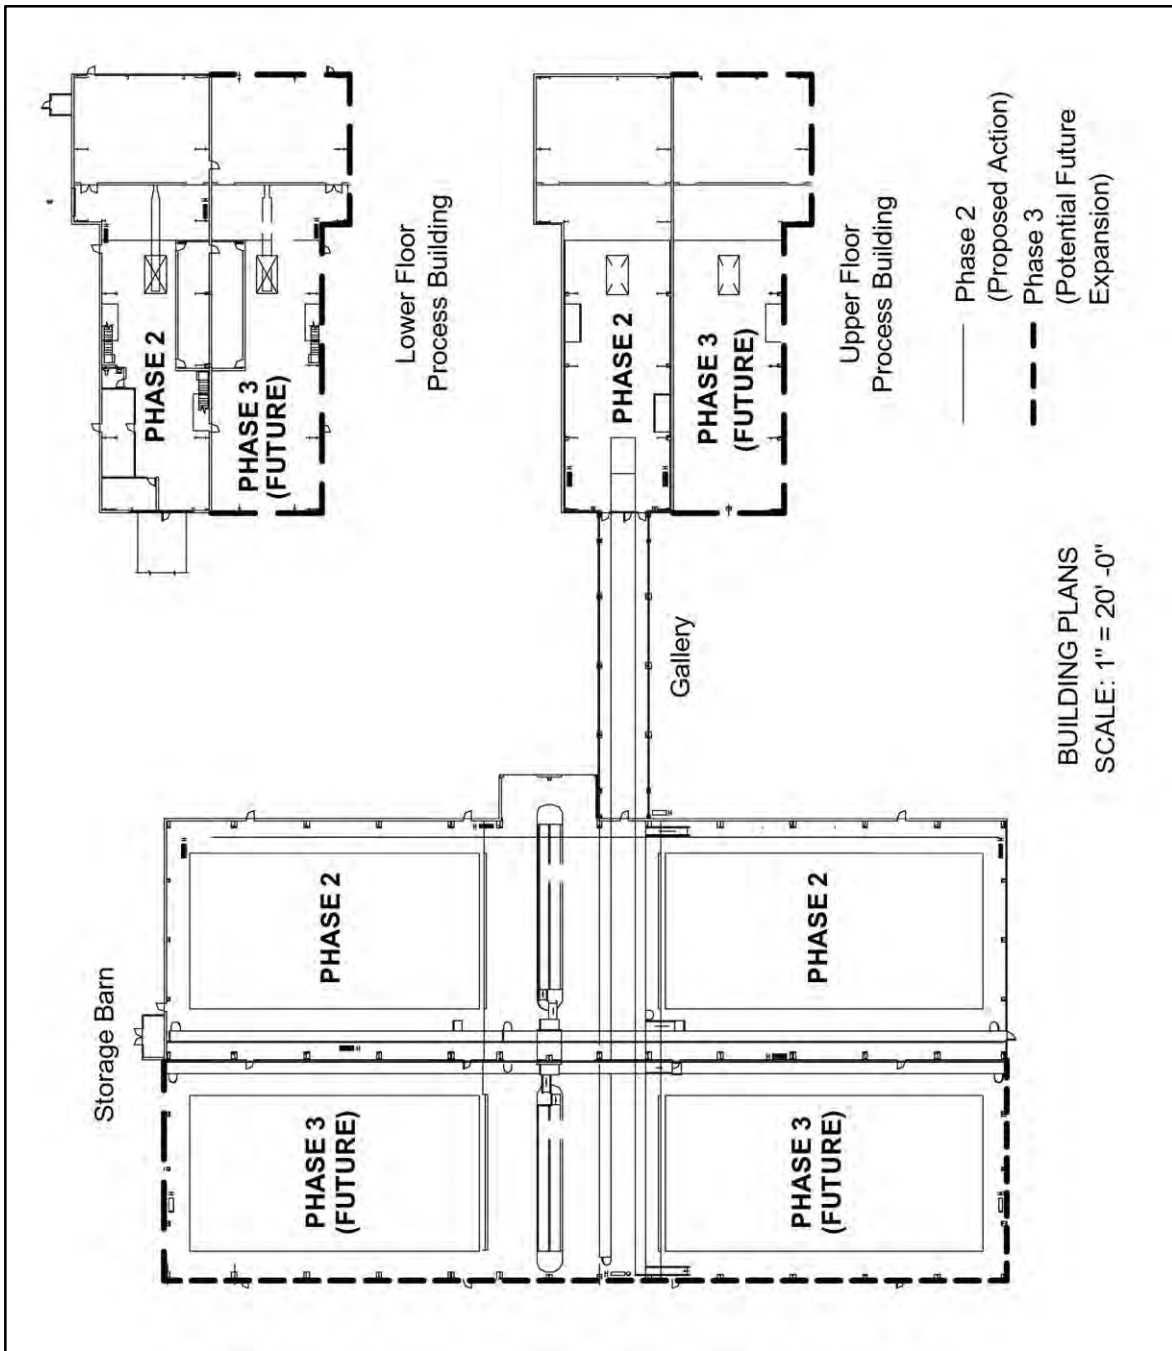 Storage Barn
PHASE 3
(FUTURE)
PHASE 2
PHASE 3
(FUTURE)
PHASE 2
Gallery
PHASE 2
PHASE 3
(FUTURE)
Lower Floor
Process Building
PHASE 2
PHASE 3
(FUTURE)
Upper Floor
Process Building
Phase 2
(Proposed Action)
Phase 3
(Potential Future
Expansion)
BUILDING PLANS
SCALE: 1" = 20' -0"